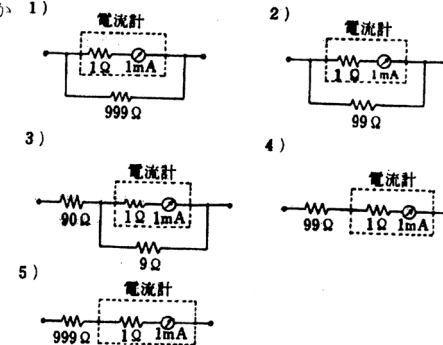 か 1)
電流計
1Ω 1mA
999Ω
2)
電流計
1Ω 1mA
99Ω
3)
電流計
90Ω 1Ω 1mA
9Ω
4)
電流計
99Ω 1Ω 1mA
5)
電流計
999Ω 1Ω 1mA